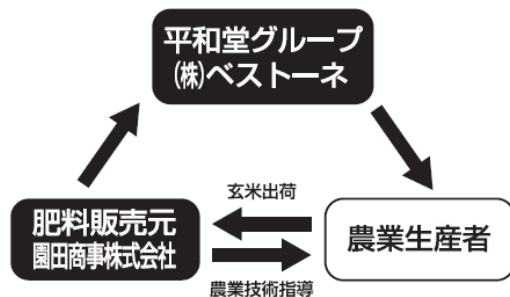 平和堂グループ
(株)ベストーネ
玄米出荷
肥料販売元
園田商事株式会社
農業生産者
農業技術指導